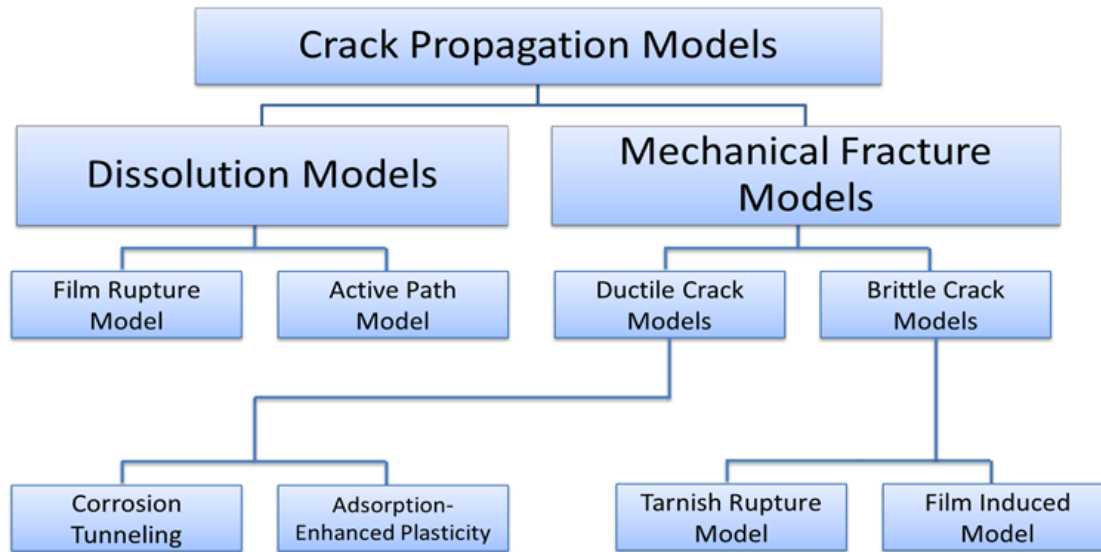 Crack Propagation Models
Dissolution Models
Mechanical Fracture
Models
Film Rupture
Model
Active Path
Model
Ductile Crack
Models
Brittle Crack
Models
Corrosion
Tunneling
Adsorption-
Enhanced Plasticity
Tarnish Rupture
Model
Film Induced
Model